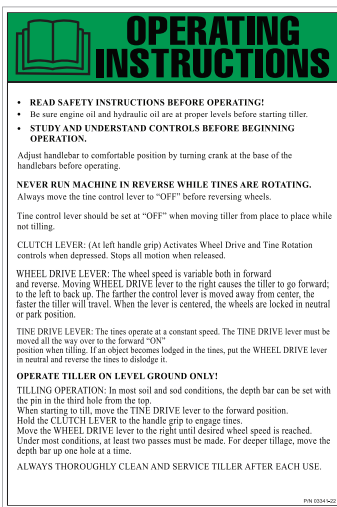 OPERATING
INSTRUCTIONS
• READ SAFETY INSTRUCTIONS BEFORE OPERATING!
• Be sure engine oil and hydraulic oil are at proper levels before starting tiller.
• STUDY AND UNDERSTAND CONTROLS BEFORE BEGINNING
OPERATION.
Adjust handlebar to comfortable position by turning crank at the base of the
handlebars before operating.
NEVER RUN MACHINE IN REVERSE WHILE TINES ARE ROTATING.
Always move the tine control lever to “OFF” before reversing wheels.
Tine control lever should be set at “OFF” when moving tiller from place to place while
not tilling.
CLUTCH LEVER: (At left handle grip) Activates Wheel Drive and Tine Rotation
controls when depressed. Stops all motion when released.
WHEEL DRIVE LEVER: The wheel speed is variable both in forward
and reverse. Moving WHEEL DRIVE lever to the right causes the tiller to go forward;
to the left to back up. The farther the control lever is moved away from center, the
faster the tiller will travel. When the lever is centered, the wheels are locked in neutral
or park position.
TINE DRIVE LEVER: The tines operate at a constant speed. The TINE DRIVE lever must be
moved all the way over to the forward “ON”
position when tilling. If an object becomes lodged in the tines, put the WHEEL DRIVE lever
in neutral and reverse the tines to dislodge it.
OPERATE TILLER ON LEVEL GROUND ONLY!
TILLING OPERATION: In most soil and sod conditions, the depth bar can be set with
the pin in the third hole from the top.
When starting to till, move the TINE DRIVE lever to the forward position.
Hold the CLUTCH LEVER to the handle grip to engage tines.
Move the WHEEL DRIVE lever to the right until desired wheel speed is reached.
Under most conditions, at least two passes must be made. For deeper tillage, move the
depth bar up one hole at a time.
ALWAYS THOROUGHLY CLEAN AND SERVICE TILLER AFTER EACH USE.
P/N 03341-22